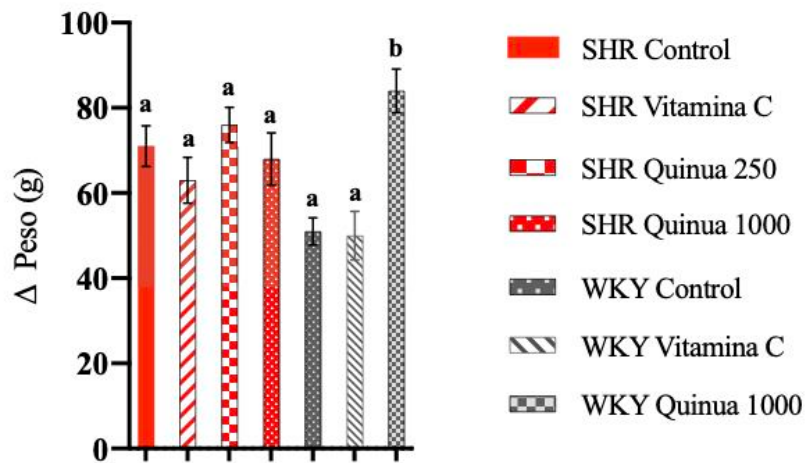 100
80
60
40
20
0
Δ Peso (g)
a
a
a
a
a
a
b
SHR Control
SHR Vitamina C
SHR Quinua 250
SHR Quinua 1000
WKY Control
WKY Vitamina C
WKY Quinua 1000